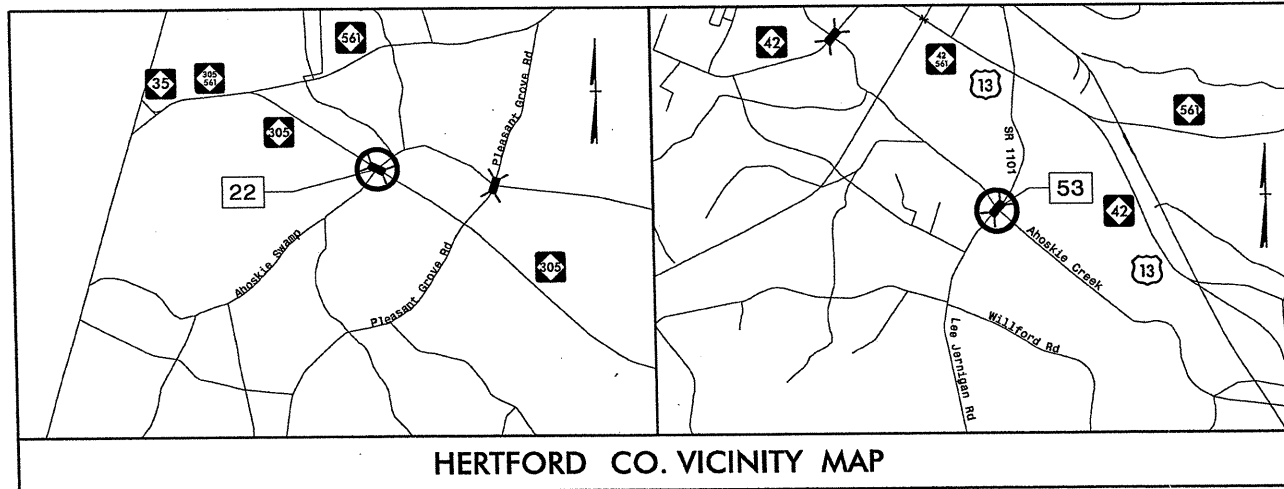 561
35
305
561
305
Pleasant Grove Rd
22
Ahoskie Swamp
Pleasant Grove Rd
305
42
42
561
13
561
SR 1101
53
42
Ahoskie Creek
13
Willford Rd
Lee Jernigan Rd
HERTFORD CO. VICINITY MAP